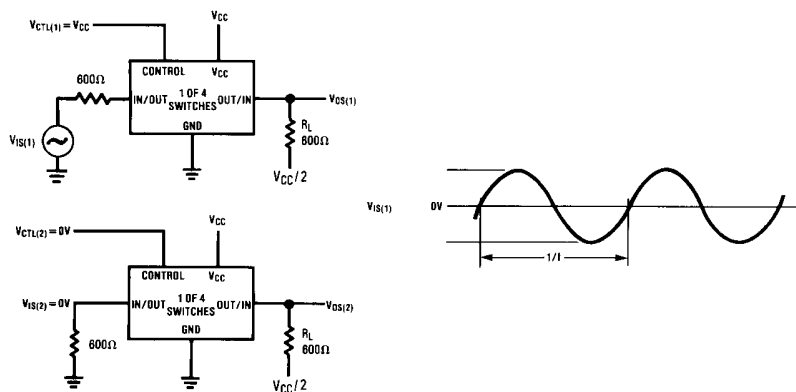 VCTL(1) = VCC
VCC
CONTROL VCC
600Ω
IN/OUT 1 OF 4 OUT/IN
SWITCHES
GND
VOS(1)
VIS(1)
RL
600Ω
VCC/2
VCTL(2) = 0V
VCC
CONTROL VCC
VIS(2) = 0V
IN/OUT 1 OF 4 OUT/IN
SWITCHES
GND
VOS(2)
600Ω
RL
600Ω
VCC/2
VIS(1) 0V
1/f